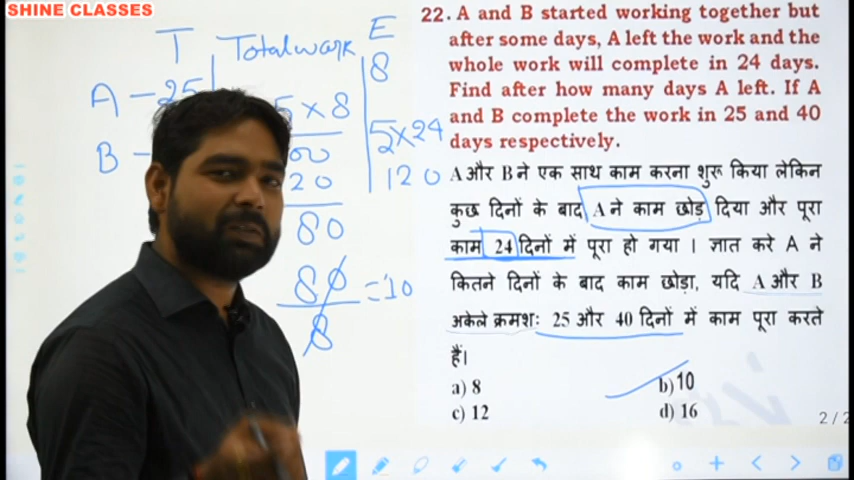 SHINE CLASSES
T Total work E
A - 25 8
B -
5 × 8
00
20
80
80
8
= 10
5 × 24
120
22. A and B started working together but
after some days, A left the work and the
whole work will complete in 24 days.
Find after how many days A left. If A
and B complete the work in 25 and 40
days respectively.
A और B ने एक साथ काम करना शुरू किया लेकिन
कुछ दिनों के बाद A ने काम छोड़ दिया और पूरा
काम 24 दिनों में पूरा हो गया । ज्ञात करे A ने
कितने दिनों के बाद काम छोड़ा, यदि A और B
अकेले क्रमशः 25 और 40 दिनों में काम पूरा करते
हैं।
a) 8 b) 10
c) 12 d) 16
2/2